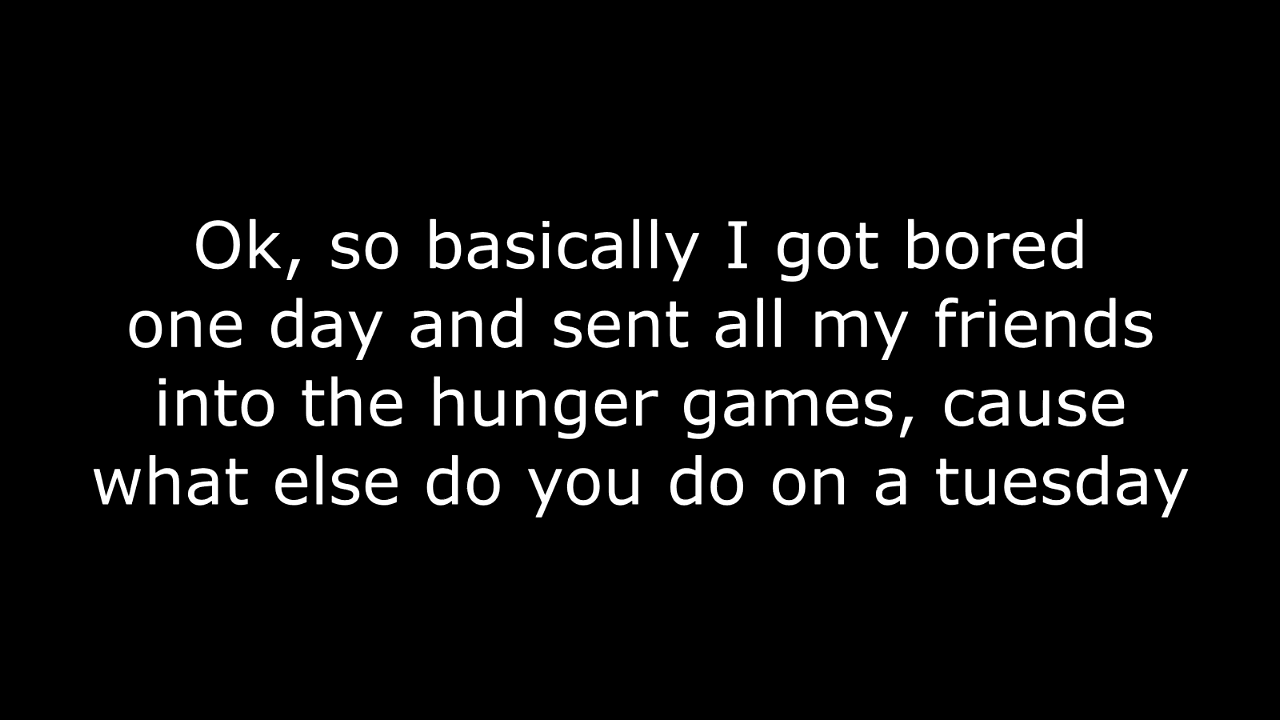 Ok, so basically I got bored
one day and sent all my friends
into the hunger games, cause
what else do you do on a tuesday